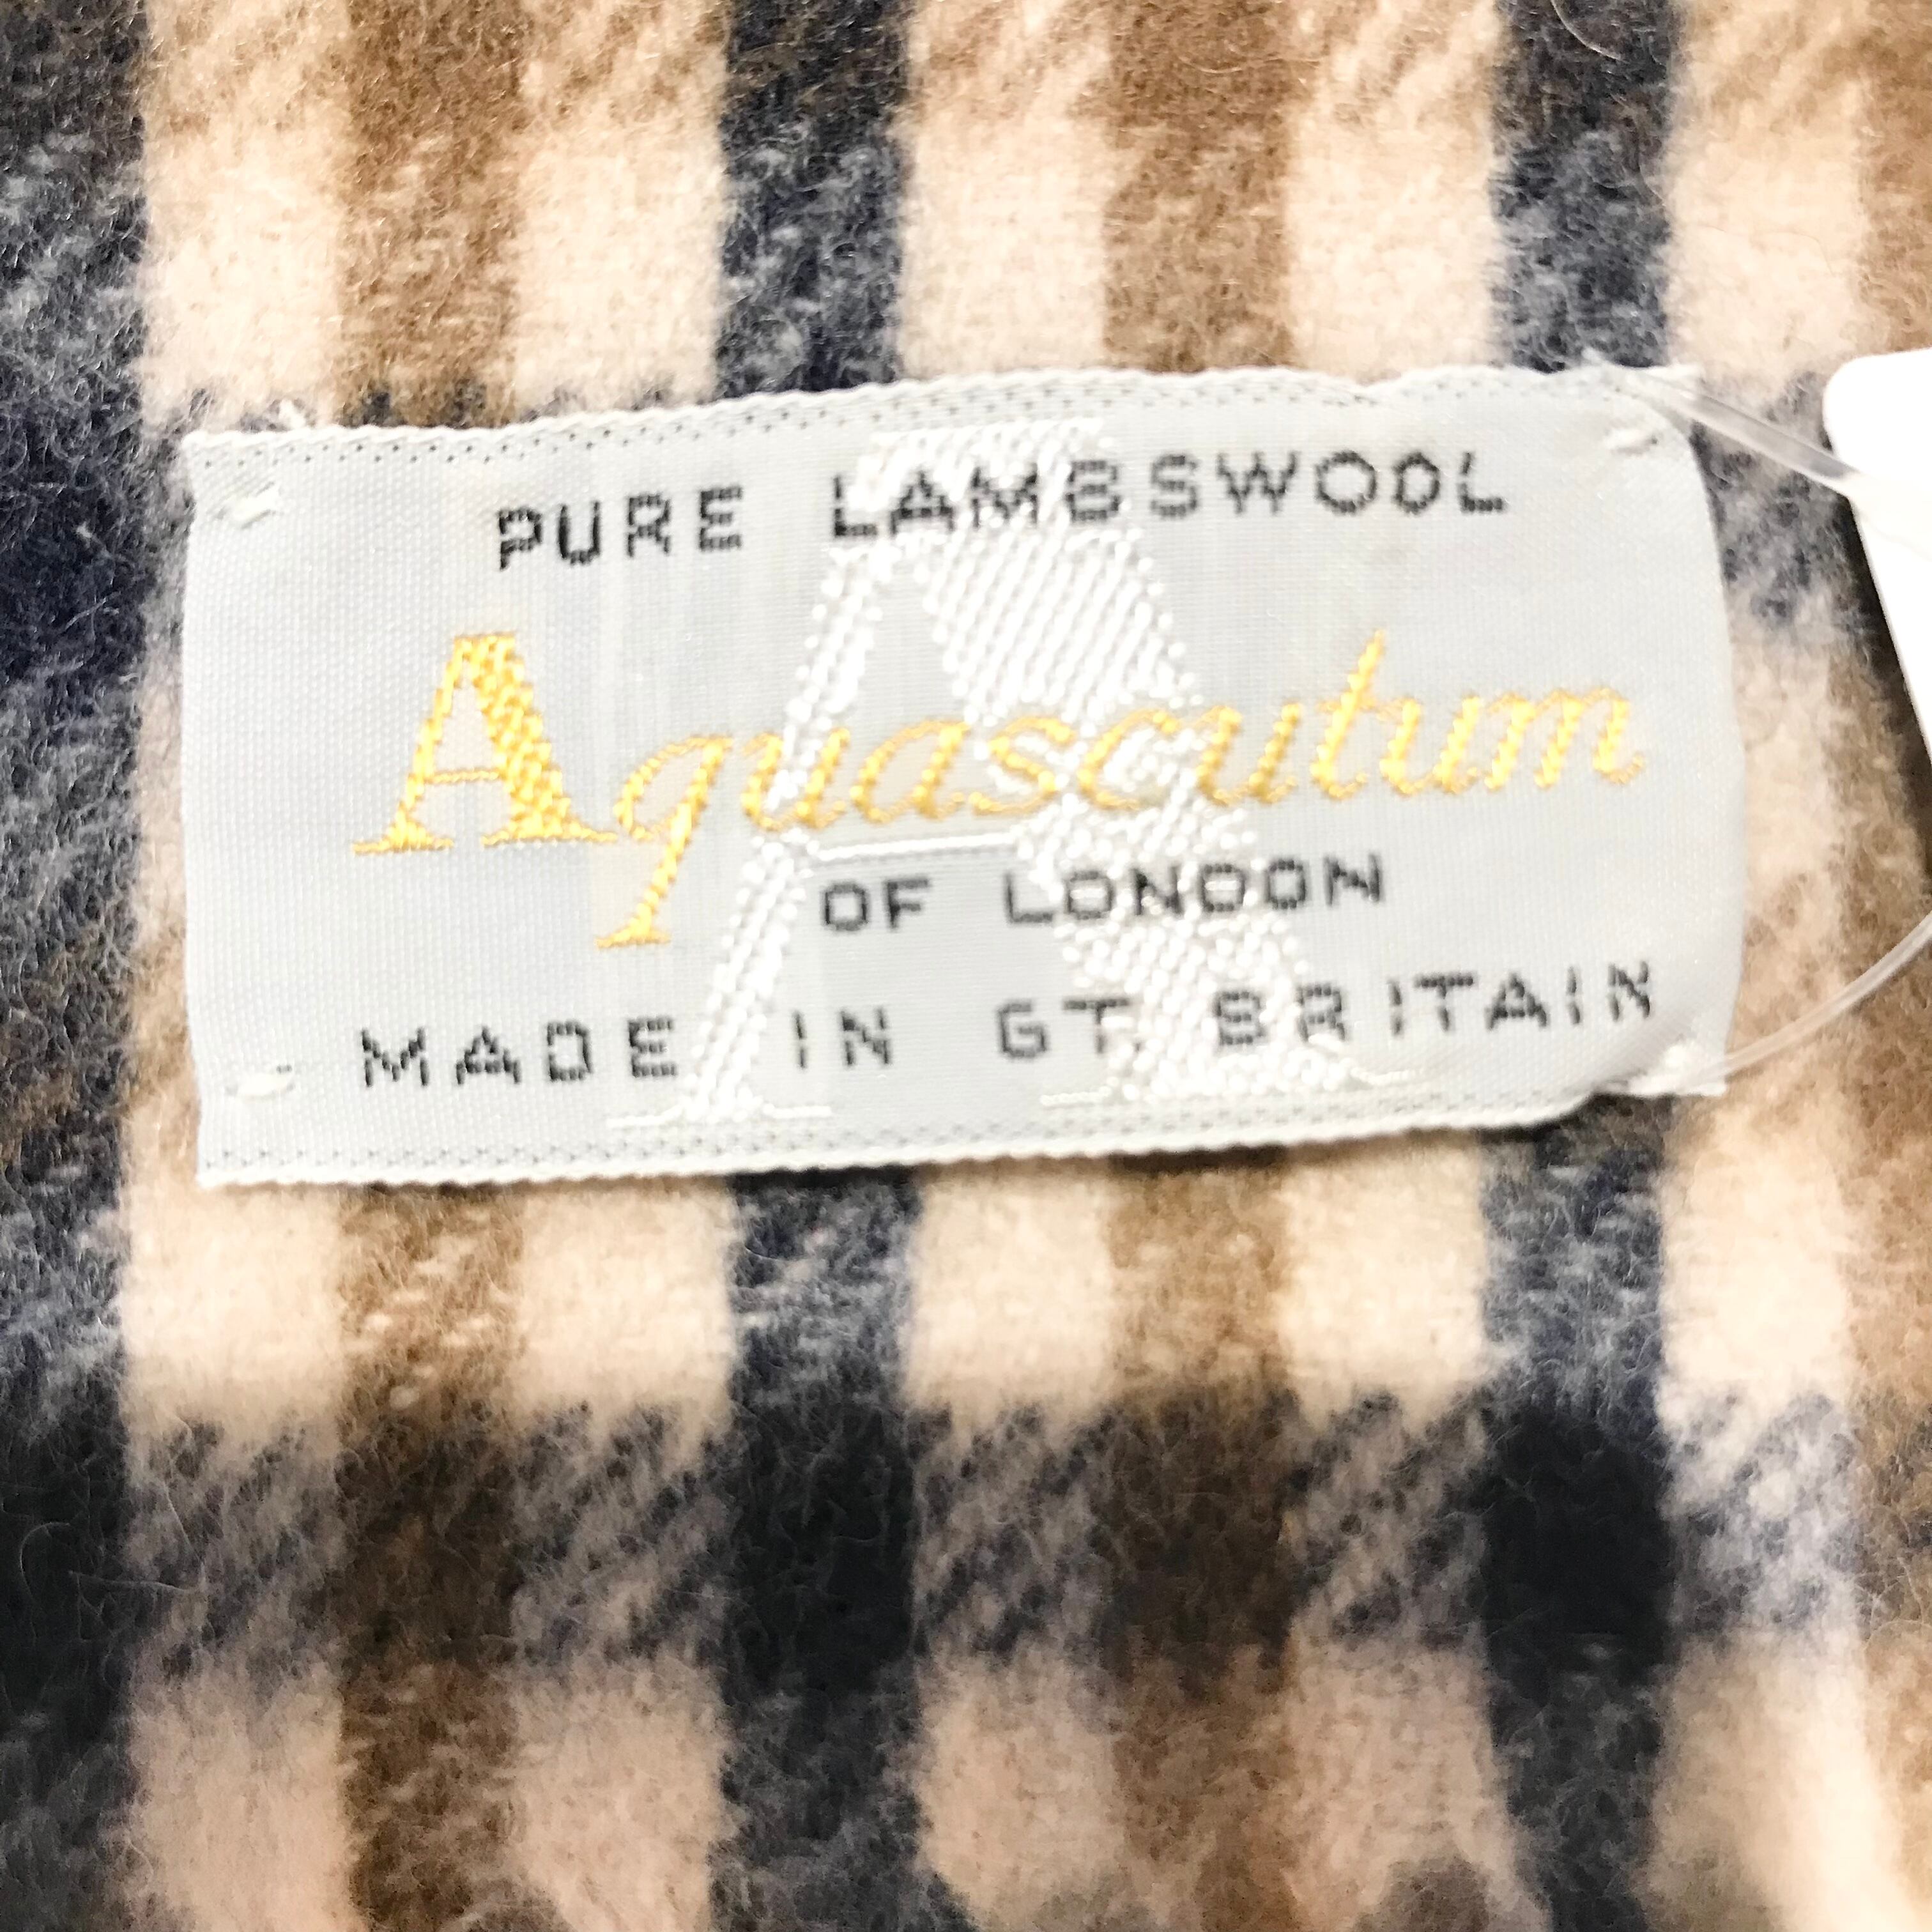 PURE LAMBSWOOL
Aquascutum
OF LONDON
MADE IN GT. BRITAIN